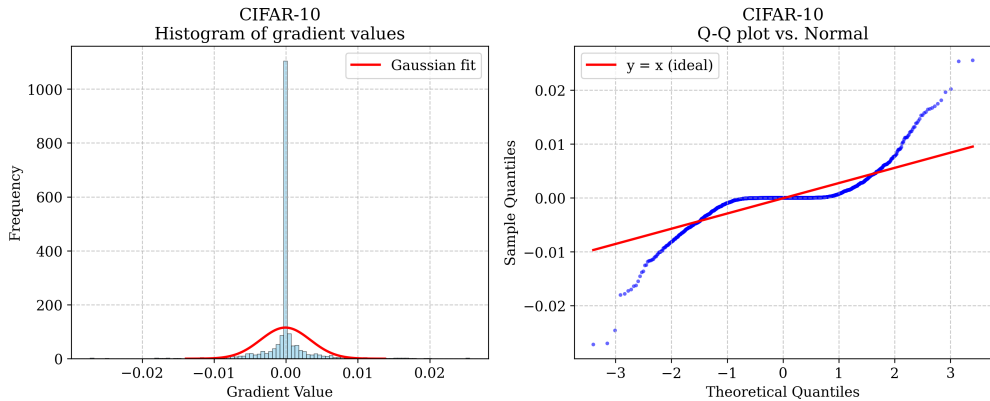 CIFAR-10
Histogram of gradient values
Gaussian fit
Frequency
1000
800
600
400
200
0
−0.02
−0.01
0.00
0.01
0.02
Gradient Value
CIFAR-10
Q-Q plot vs. Normal
y = x (ideal)
Sample Quantiles
0.02
0.01
0.00
−0.01
−0.02
−3
−2
−1
0
1
2
3
Theoretical Quantiles